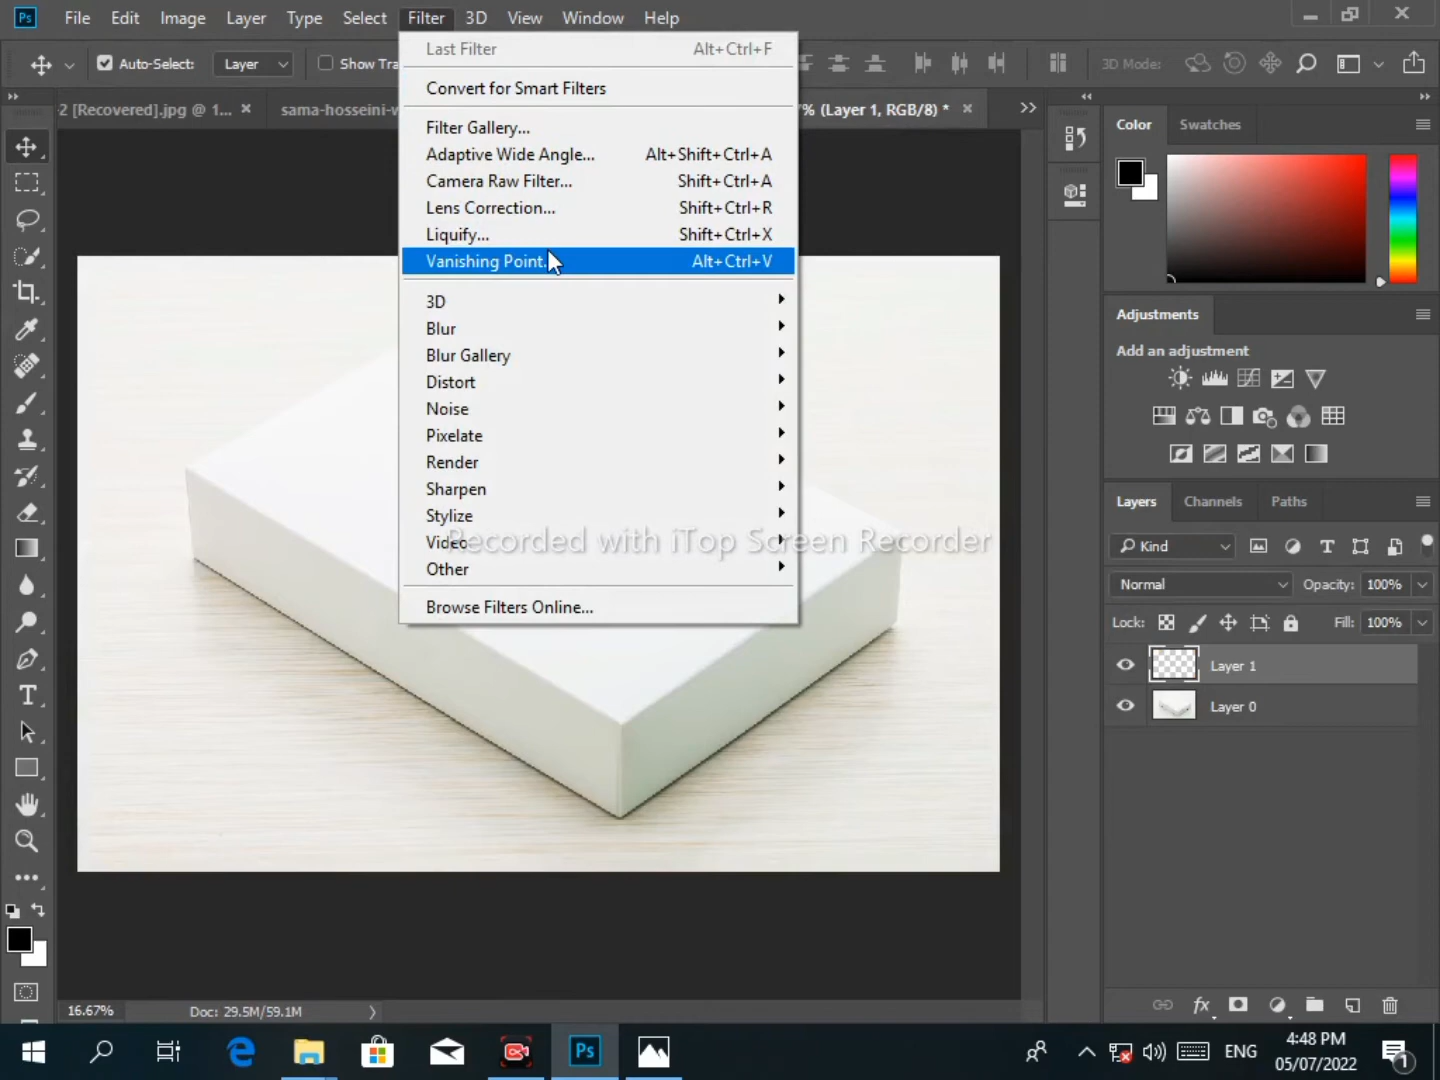 Ps File Edit Image Layer Type Select Filter 3D View Window Help
Auto-Select: Layer Show Tra 3D Mode:
-2 [Recovered].jpg @ 1... × sama-hosseini-v % (Layer 1, RGB/8) * ×
Last Filter Alt+Ctrl+F
Convert for Smart Filters
Filter Gallery...
Adaptive Wide Angle... Alt+Shift+Ctrl+A
Camera Raw Filter... Shift+Ctrl+A
Lens Correction... Shift+Ctrl+R
Liquify... Shift+Ctrl+X
Vanishing Point.. Alt+Ctrl+V
3D
Blur
Blur Gallery
Distort
Noise
Pixelate
Render
Sharpen
Stylize
Video
Other
Browse Filters Online...
Recorded with iTop Screen Recorder
Color Swatches
Adjustments
Add an adjustment
Layers Channels Paths
Kind
Normal Opacity: 100%
Lock: Fill: 100%
Layer 1
Layer 0
fx
16.67% Doc: 29.5M/59.1M
Ps ENG 4:48 PM
05/07/2022
1